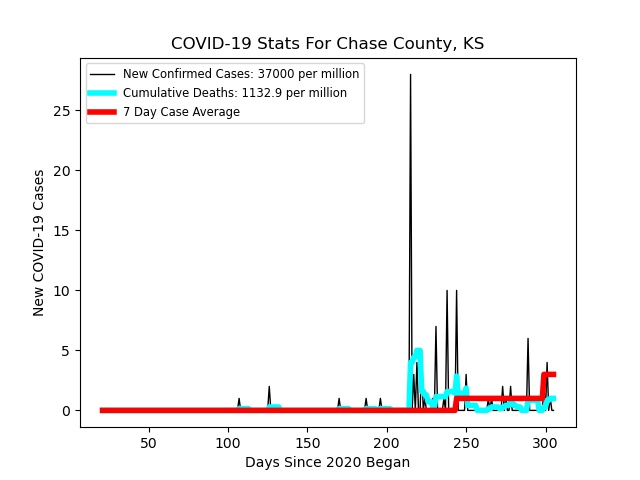 COVID-19 Stats For Chase County, KS
New Confirmed Cases: 37000 per million
Cumulative Deaths: 1132.9 per million
7 Day Case Average
New COVID-19 Cases
25
20
15
10
5
0
50 100 150 200 250 300
Days Since 2020 Began